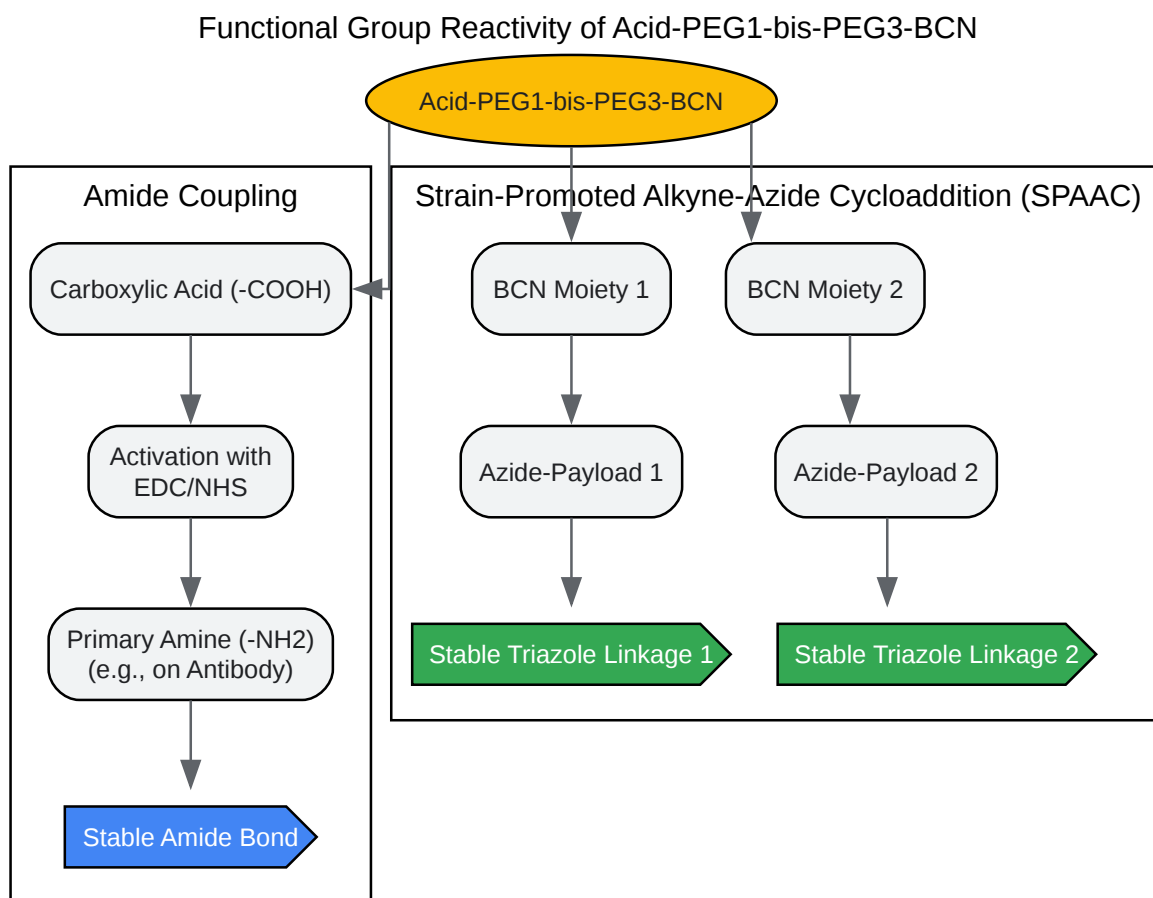 Functional Group Reactivity of Acid-PEG1-bis-PEG3-BCN
Acid-PEG1-bis-PEG3-BCN
Amide Coupling
Carboxylic Acid (-COOH)
Activation with
EDC/NHS
Primary Amine (-NH2)
(e.g., on Antibody)
Stable Amide Bond
Strain-Promoted Alkyne-Azide Cycloaddition (SPAAC)
BCN Moiety 1
BCN Moiety 2
Azide-Payload 1
Azide-Payload 2
Stable Triazole Linkage 1
Stable Triazole Linkage 2